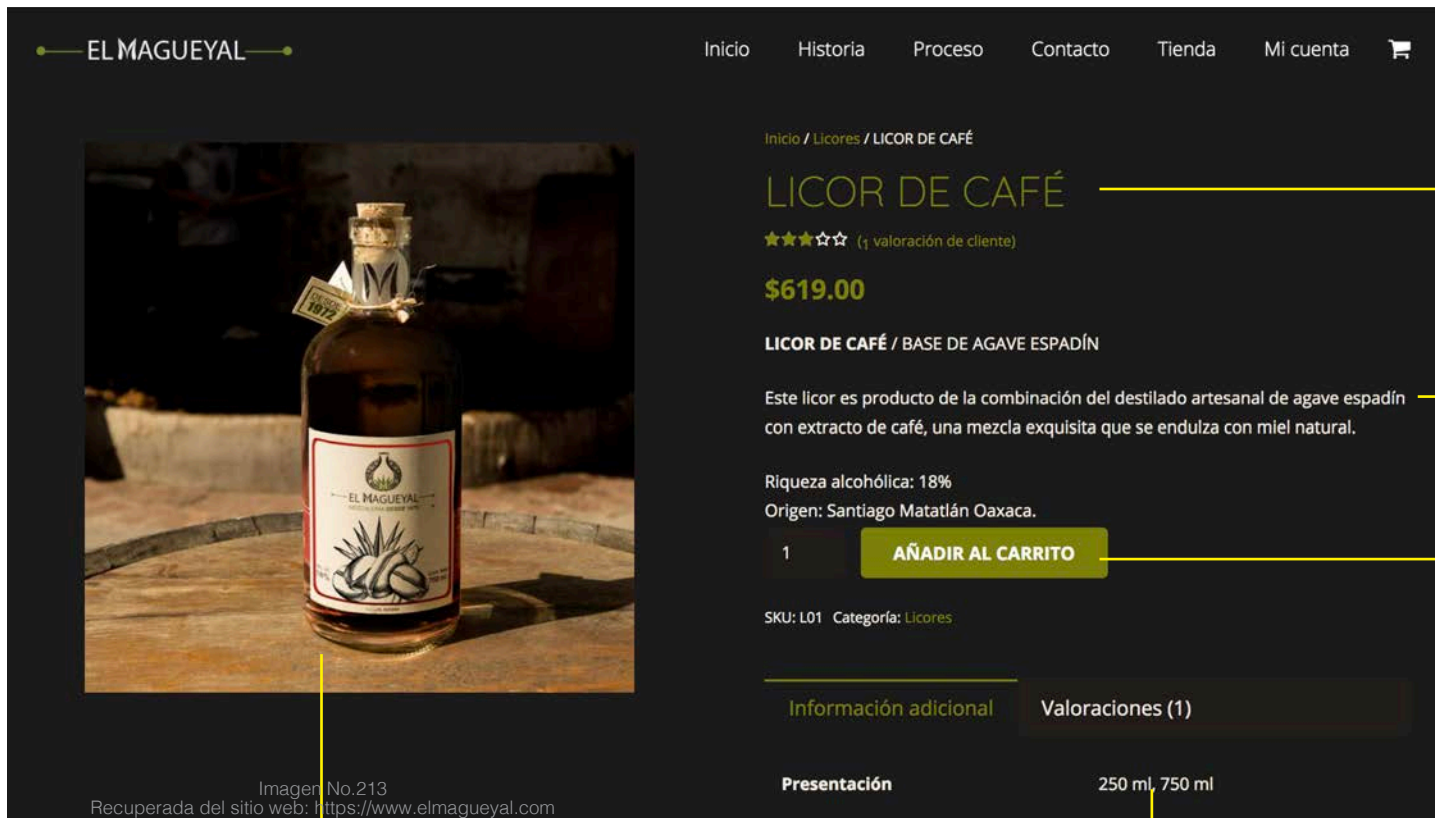 EL MAGUEYAL
Inicio Historia Proceso Contacto Tienda Mi cuenta
Inicio / Licores / LICOR DE CAFÉ
LICOR DE CAFÉ
(1 valoración de cliente)
$619.00
LICOR DE CAFÉ / BASE DE AGAVE ESPADÍN
Este licor es producto de la combinación del destilado artesanal de agave espadín
con extracto de café, una mezcla exquisita que se endulza con miel natural.
Riqueza alcohólica: 18%
Origen: Santiago Matatlán Oaxaca.
1 AÑADIR AL CARRITO
SKU: L01 Categoría: Licores
Información adicional Valoraciones (1)
Presentación 250 ml, 750 ml
M
DESDE
1972
EL MAGUEYAL
Imagen No.213
Recuperada del sitio web: https://www.elmagueyal.com